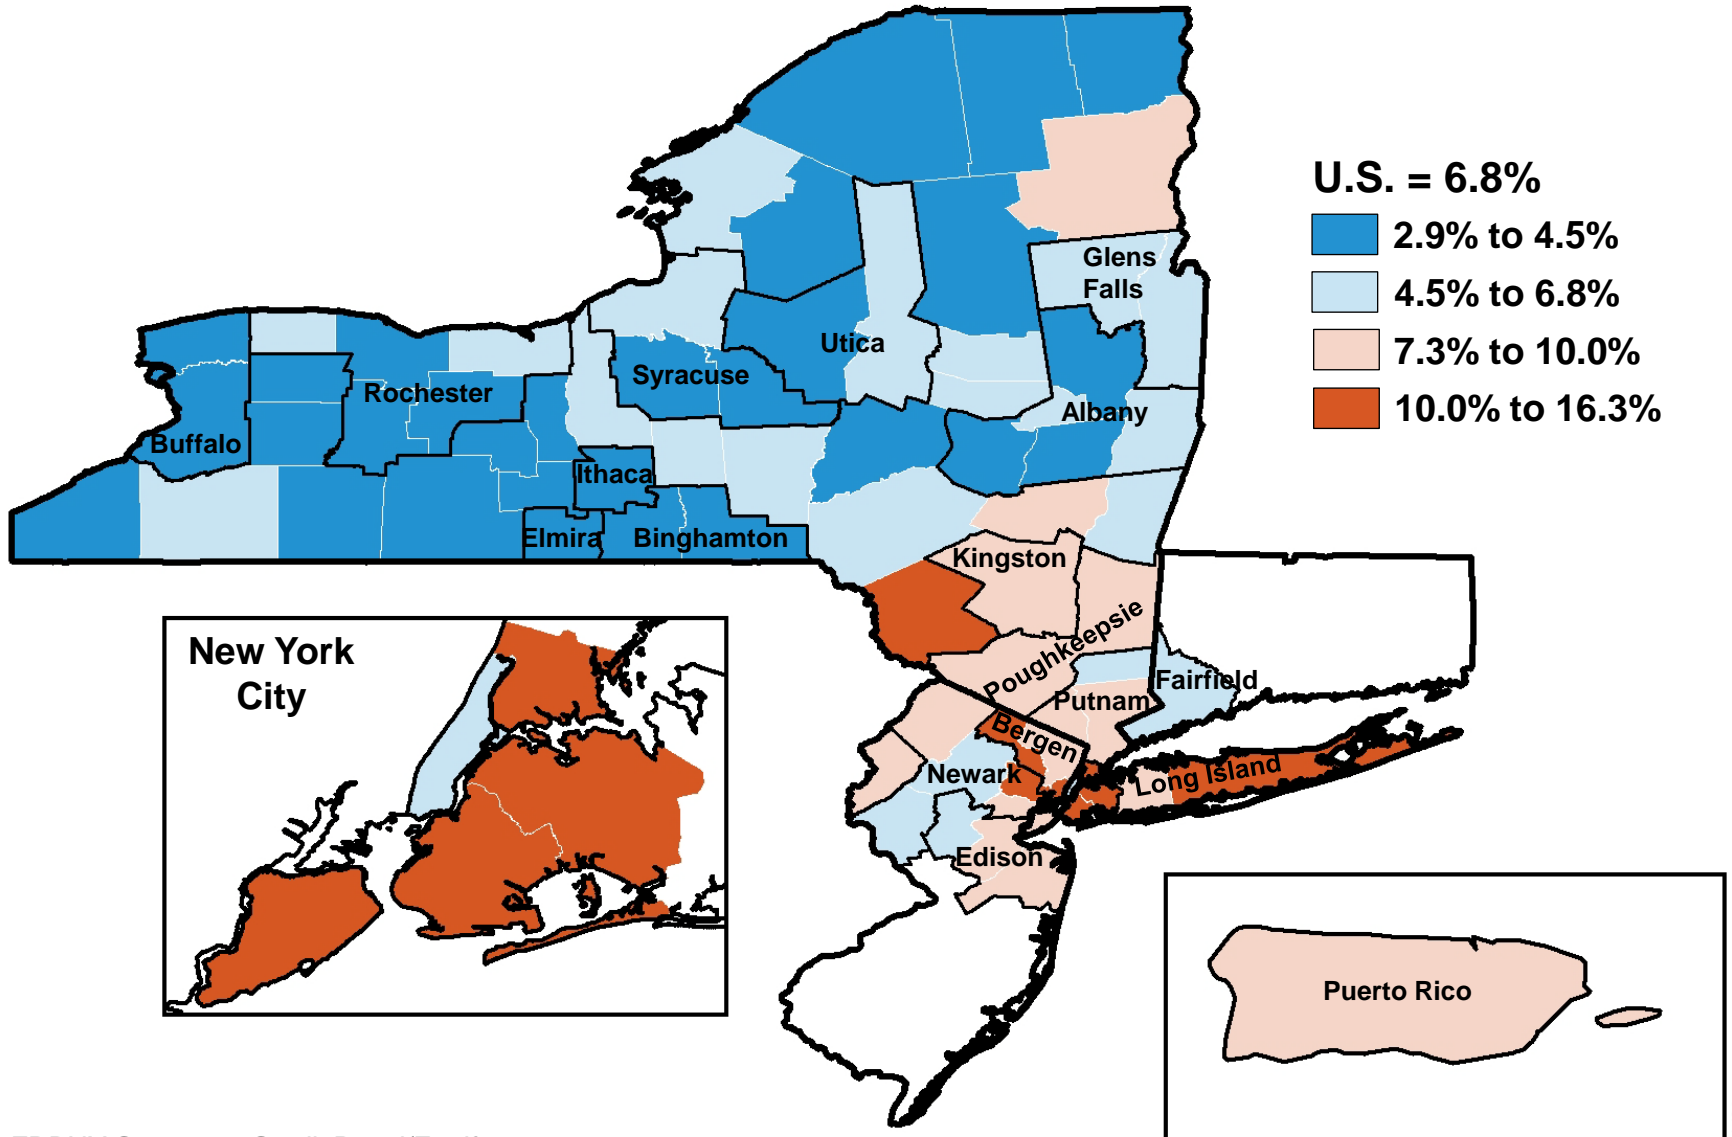 U.S. = 6.8%
2.9% to 4.5%
4.5% to 6.8%
7.3% to 10.0%
10.0% to 16.3%
Glens
Falls
Utica
Syracuse
Rochester
Albany
Buffalo
Ithaca
Elmira
Binghamton
Kingston
Poughkeepsie
Putnam
Fairfield
Bergen
Newark
Long Island
Edison
New York
City
Puerto Rico